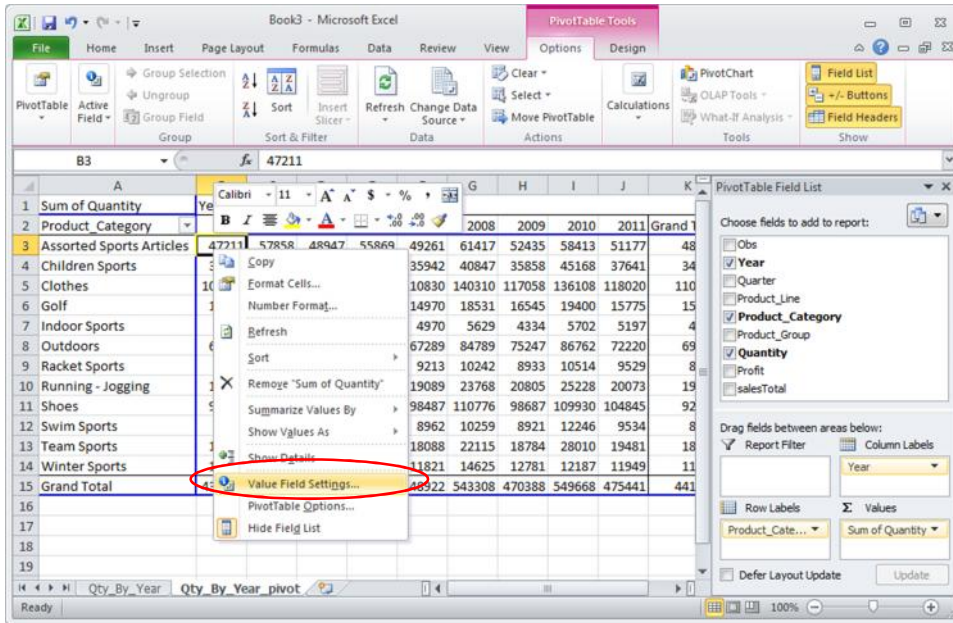 Book3 - Microsoft Excel PivotTable Tools
File Home Insert Page Layout Formulas Data Review View Options Design
PivotTable
Active Field
Group Selection
Ungroup
Group Field
Group
Sort
Insert Slicer
Sort & Filter
Refresh
Change Data Source
Data
Clear
Select
Move PivotTable
Actions
Calculations
PivotChart
OLAP Tools
What-If Analysis
Tools
Field List
+/- Buttons
Field Headers
Show
B3 fx 47211
A G H I J K
1 Sum of Quantity Ye
2 Product_Category 2008 2009 2010 2011 Grand T
3 Assorted Sports Articles 47211 57858 48947 55869 49261 61417 52435 58413 51177 48
4 Children Sports 35942 40847 35858 45168 37641 34
5 Clothes 10 10830 140310 117058 136108 118020 110
6 Golf 1 14970 18531 16545 19400 15775 15
7 Indoor Sports 4970 5629 4334 5702 5197 4
8 Outdoors 6 67289 84789 75247 86762 72220 69
9 Racket Sports 9213 10242 8933 10514 9529 8
10 Running - Jogging 1 19089 23768 20805 25228 20073 19
11 Shoes 9 98487 110776 98687 109930 104845 92
12 Swim Sports 8962 10259 8921 12246 9534 8
13 Team Sports 1 18088 22115 18784 28010 19481 18
14 Winter Sports 11821 14625 12781 12187 11949 11
15 Grand Total 43 48922 543308 470388 549668 475441 441
16
17
18
19
Calibri 11 A A $ % ,
B I A .00 .00
Copy
Format Cells...
Number Format...
Refresh
Sort
Remove "Sum of Quantity"
Summarize Values By
Show Values As
Show Details
Value Field Settings...
PivotTable Options...
Hide Field List
PivotTable Field List
Choose fields to add to report:
Obs
Year
Quarter
Product_Line
Product_Category
Product_Group
Quantity
Profit
salesTotal
Drag fields between areas below:
Report Filter Column Labels
Year
Row Labels Σ Values
Product_Cate... Sum of Quantity
Defer Layout Update Update
Qty_By_Year Qty_By_Year_pivot
Ready 100%